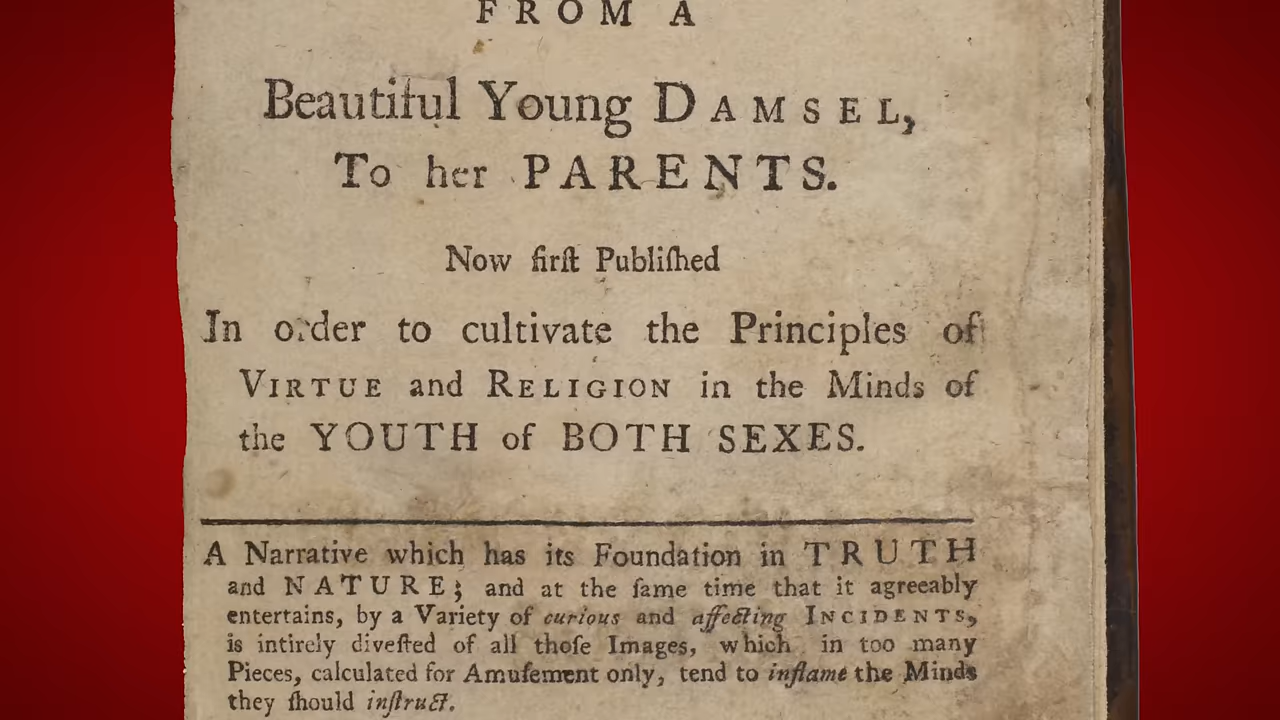 FROM A
Beautiful Young DAMSEL,
To her PARENTS.
Now firſt Publiſhed
In order to cultivate the Principles of
VIRTUE and RELIGION in the Minds of
the YOUTH of BOTH SEXES.
A Narrative which has its Foundation in TRUTH
and NATURE; and at the ſame time that it agreeably
entertains, by a Variety of curious and affecting INCIDENTS,
is intirely diveſted of all thoſe Images, which in too many
Pieces, calculated for Amuſement only, tend to inflame the Minds
they ſhould inſtruct.